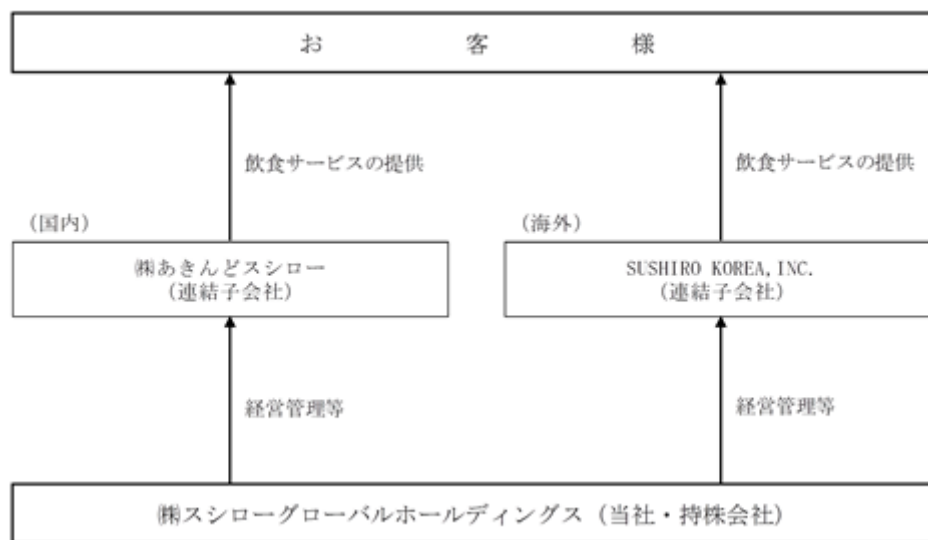 お客様
飲食サービスの提供
飲食サービスの提供
(国内)
(海外)
㈱あきんどスシロー
(連結子会社)
SUSHIRO KOREA, INC.
(連結子会社)
経営管理等
経営管理等
㈱スシローグローバルホールディングス (当社・持株会社)